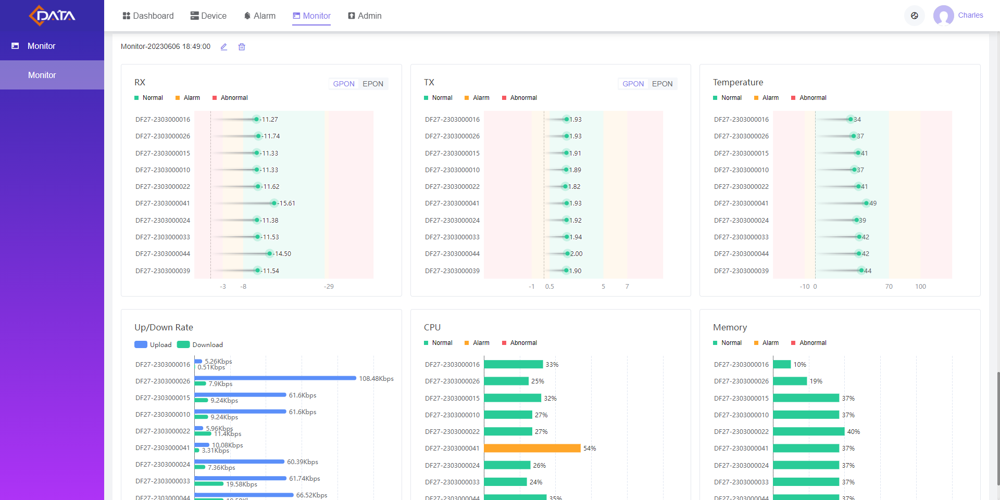 DATA
Dashboard Device Alarm Monitor Admin
Charles
Monitor
Monitor
Monitor-20230606 18:49:00
RX
GPON EPON
Normal Alarm Abnormal
DF27-2303000016 -11.27
DF27-2303000026 -11.74
DF27-2303000015 -11.33
DF27-2303000010 -11.33
DF27-2303000022 -11.62
DF27-2303000041 -15.61
DF27-2303000024 -11.38
DF27-2303000033 -11.53
DF27-2303000044 -14.50
DF27-2303000039 -11.54
-3 -8 -29
TX
GPON EPON
Normal Alarm Abnormal
DF27-2303000016 1.93
DF27-2303000026 1.93
DF27-2303000015 1.91
DF27-2303000010 1.89
DF27-2303000022 1.82
DF27-2303000041 1.93
DF27-2303000024 1.92
DF27-2303000033 1.94
DF27-2303000044 2.00
DF27-2303000039 1.90
-1 0.5 5 7
Temperature
Normal Alarm Abnormal
DF27-2303000016 34
DF27-2303000026 37
DF27-2303000015 41
DF27-2303000010 37
DF27-2303000022 41
DF27-2303000041 49
DF27-2303000024 39
DF27-2303000033 42
DF27-2303000044 42
DF27-2303000039 44
-10 0 70 100
Up/Down Rate
Upload Download
DF27-2303000016 5.26Kbps
0.51Kbps
DF27-2303000026 108.48Kbps
7.9Kbps
DF27-2303000015 61.6Kbps
9.24Kbps
DF27-2303000010 61.6Kbps
9.24Kbps
DF27-2303000022 5.96Kbps
11.4Kbps
DF27-2303000041 10.08Kbps
3.31Kbps
DF27-2303000024 60.39Kbps
7.36Kbps
DF27-2303000033 61.74Kbps
19.58Kbps
DF27-2303000044 66.52Kbps
CPU
Normal Alarm Abnormal
DF27-2303000016 33%
DF27-2303000026 25%
DF27-2303000015 32%
DF27-2303000010 27%
DF27-2303000022 27%
DF27-2303000041 54%
DF27-2303000024 26%
DF27-2303000033 24%
DF27-2303000044 35%
Memory
Normal Alarm Abnormal
DF27-2303000016 10%
DF27-2303000026 19%
DF27-2303000015 37%
DF27-2303000010 37%
DF27-2303000022 40%
DF27-2303000041 37%
DF27-2303000024 37%
DF27-2303000033 37%
DF27-2303000044 37%